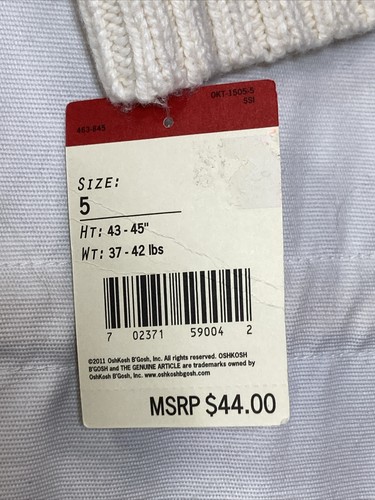 OKT-1505-5
SSI
463 845
SIZE:
5
HT: 43 - 45"
WT: 37 - 42 lbs
7 02371 59004 2
©2011 OshKosh B'Gosh, Inc. All rights reserved. OSHKOSH
B'GOSH and THE GENUINE ARTICLE are trademarks owned by
OshKosh B'Gosh, Inc. www.oshkoshbgosh.com
MSRP $44.00